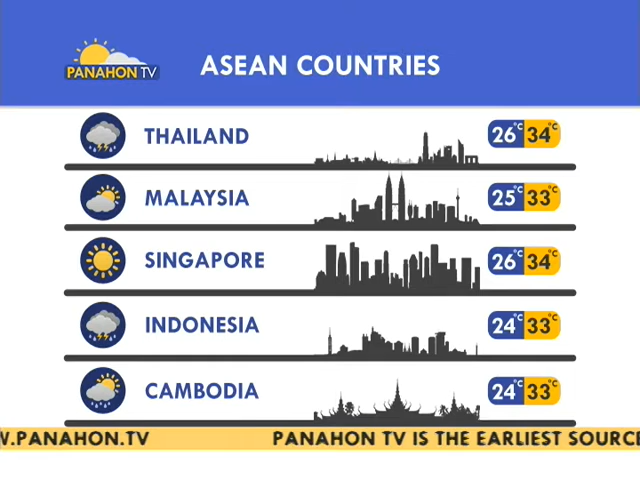 PANAHON TV
ASEAN COUNTRIES
THAILAND 26°C 34°C
MALAYSIA 25°C 33°C
SINGAPORE 26°C 34°C
INDONESIA 24°C 33°C
CAMBODIA 24°C 33°C
W.PANAHON.TV PANAHON TV IS THE EARLIEST SOURCE